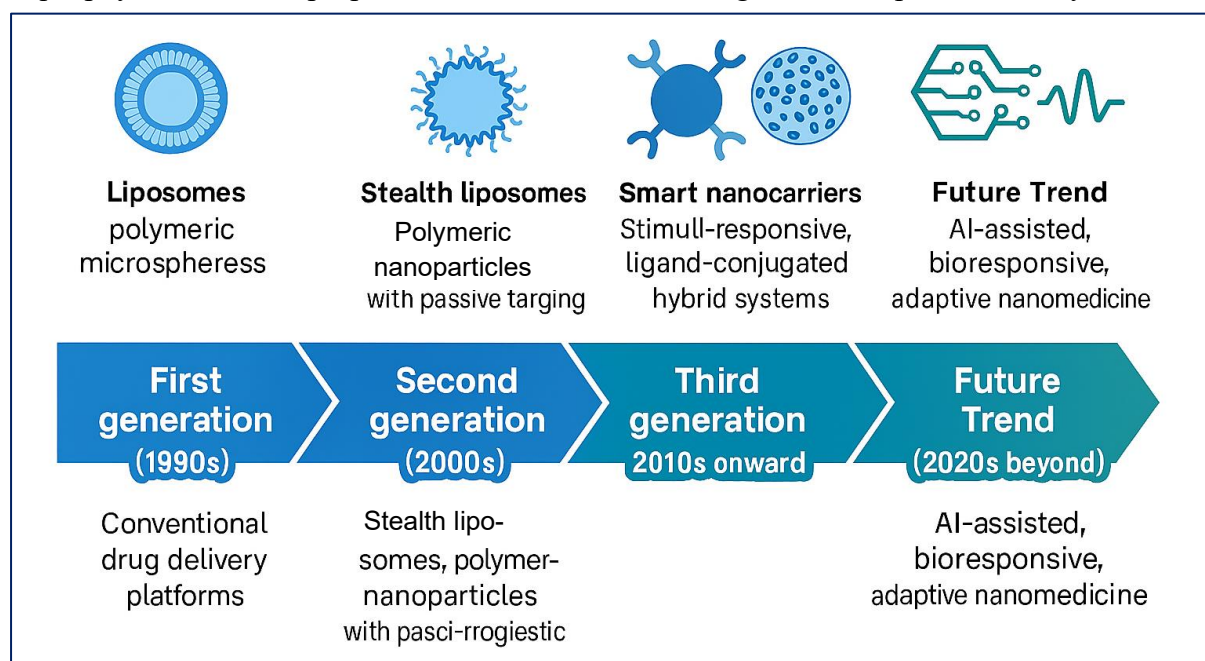 Liposomes
polymeric
microspheress
Stealth liposomes
Polymeric
nanoparticles
with passive targing
Smart nanocarriers
Stimull-responsive,
ligand-conjugated
hybrid systems
Future Trend
AI-assisted,
bioresponsive,
adaptive nanomedicine
First
generation
(1990s)
Second
generation
(2000s)
Third
generation
2010s onward
Future
Trend
(2020s beyond)
Conventional
drug delivery
platforms
Stealth lipo-
somes, polymer-
nanoparticles
with pasci-rrogiestic
AI-assisted,
bioresponsive,
adaptive nanomedicine